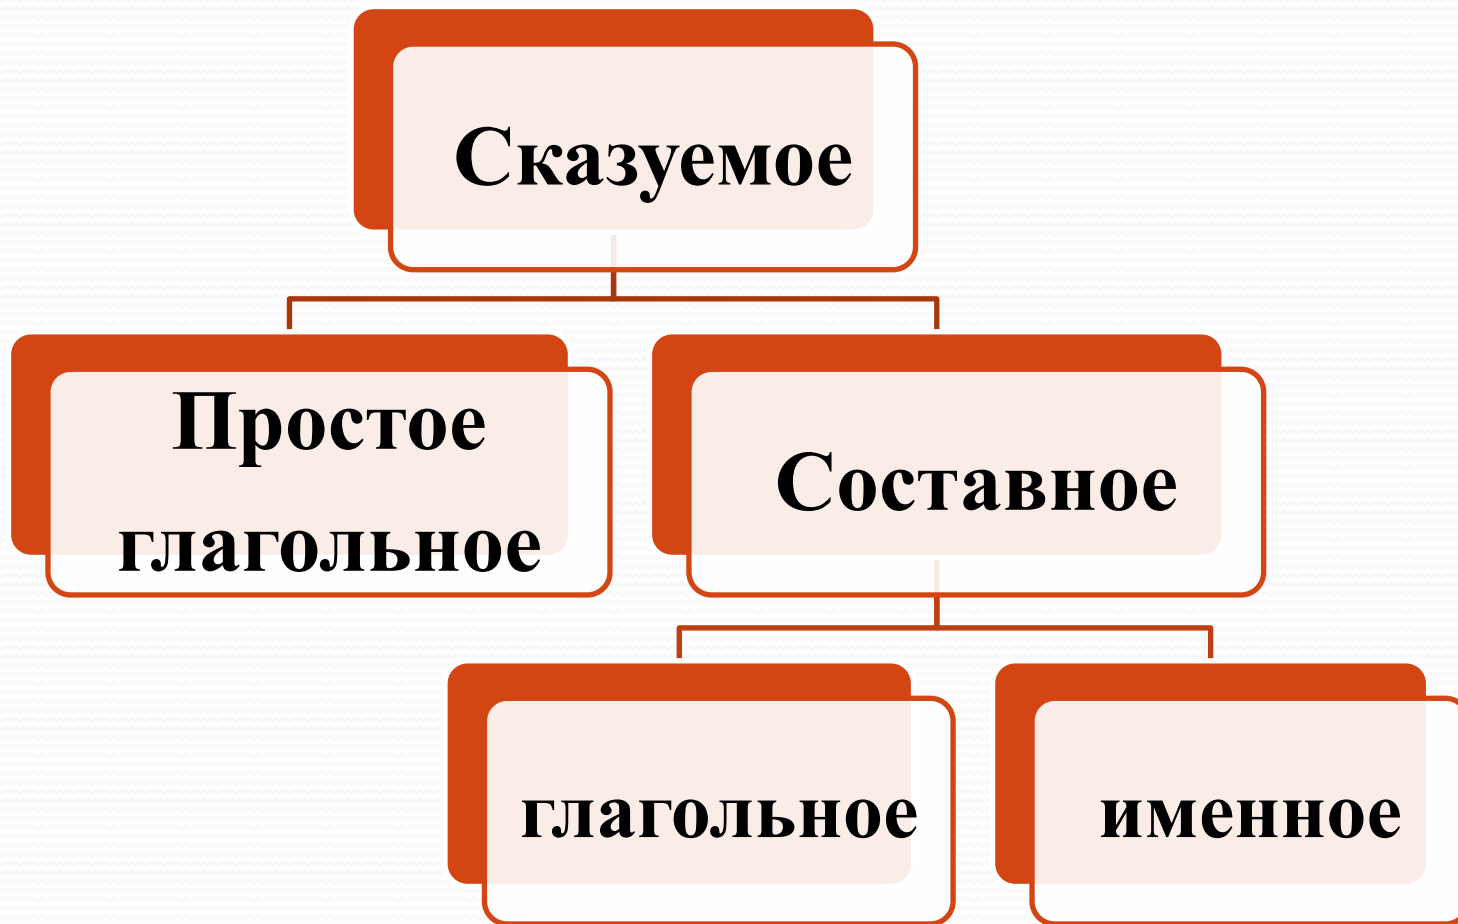 Сказуемое
Простое
глагольное
Составное
глагольное
именное